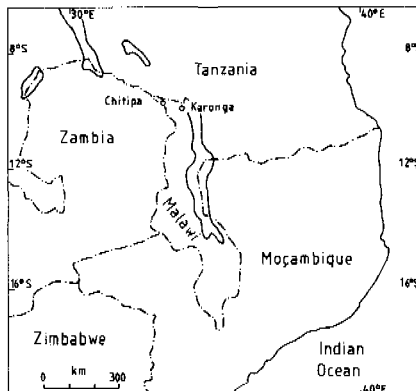 30°E
40°E
8°S
8°S
Tanzania
Chitipa
Karonga
Zambia
12°S
12°S
Malawi
Moçambique
16°S
16°S
Zimbabwe
km
0 300
Indian
Ocean
40°E